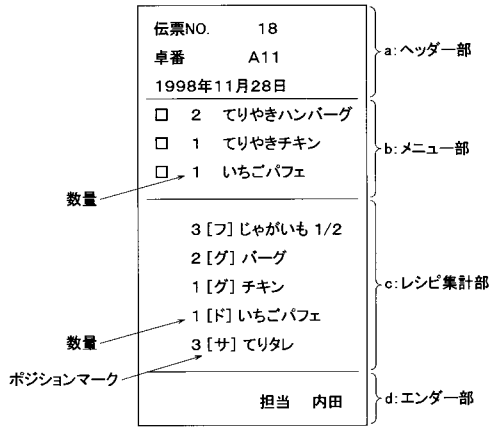 伝票NO. 18
卓番 A11
1998年11月28日
a:ヘッダー部
□ 2 てりやきハンバーグ
□ 1 てりやきチキン
□ 1 いちごパフェ
b:メニュー部
数量
3 [フ] じゃがいも 1/2
2 [グ] バーグ
1 [グ] チキン
1 [ド] いちごパフェ
3 [サ] てりタレ
c:レシピ集計部
数量
ポジションマーク
担当 内田
d:エンダー部